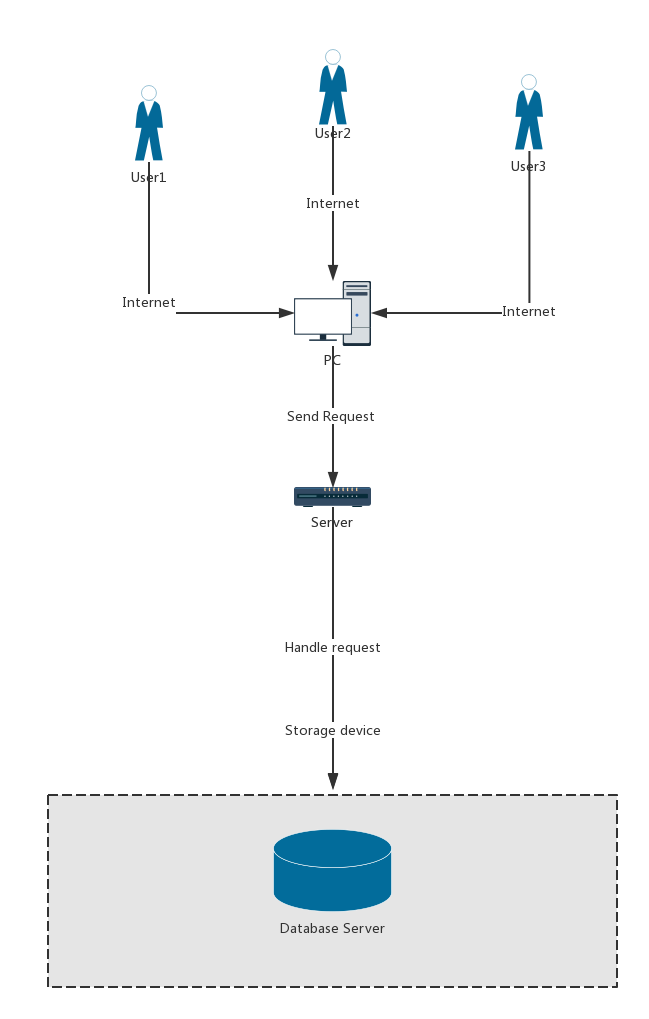 User2
User1
User3
Internet
Internet
Internet
PC
Send Request
Server
Handle request
Storage device
Database Server